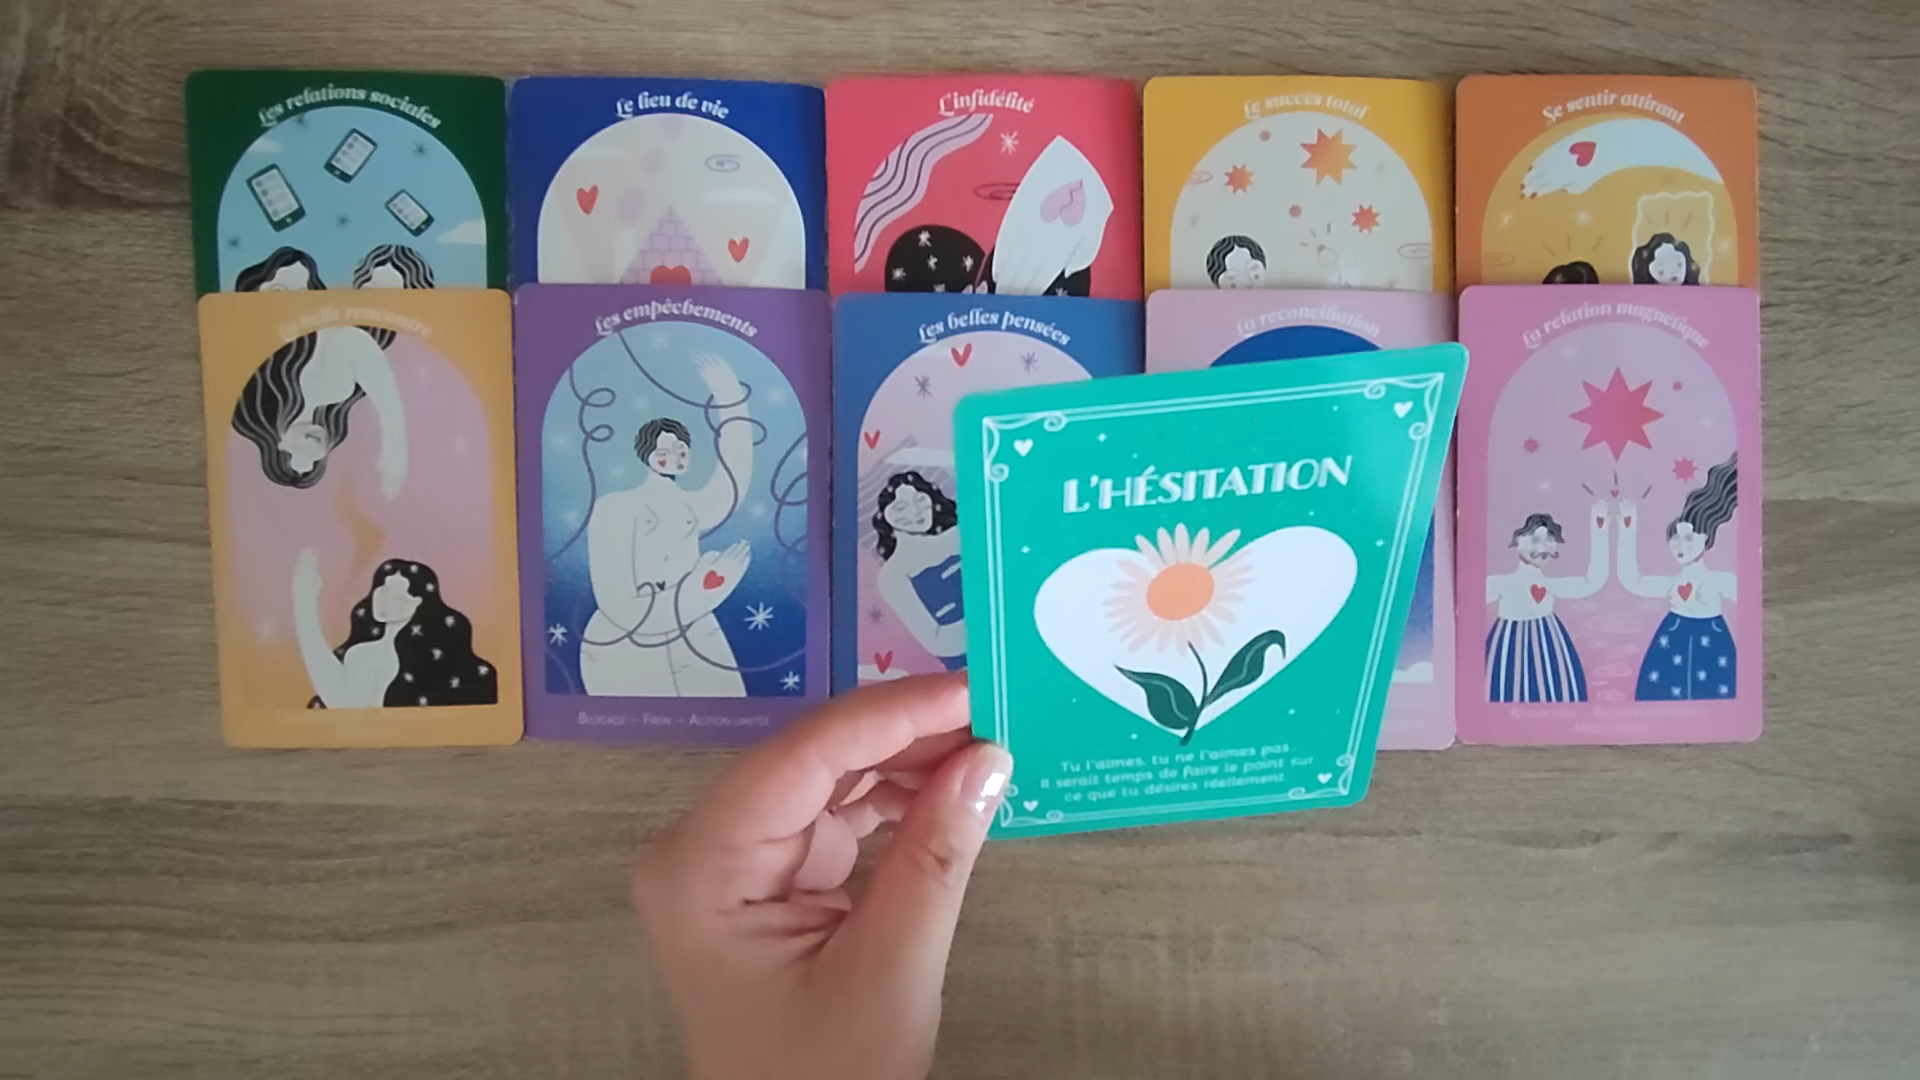 Les relations sociales
Le lieu de vie
L'infidélité
Le succès total
Se sentir attirant
La belle rencontre
Les empêchements
Les belles pensées
La reconciliation
La relation magnétique
L'HÉSITATION
Tu l'aimes, tu ne l'aimes pas.
Il serait temps de faire le point sur
ce que tu désires réellement.
Blocage – Frein – Action limitée